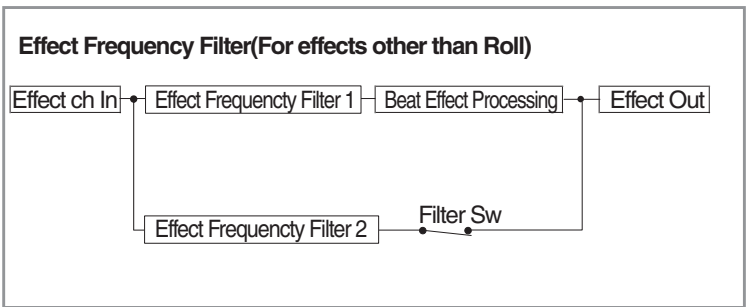 Effect Frequency Filter(For effects other than Roll)
Effect ch In
Effect Frequencty Filter 1
Beat Effect Processing
Effect Out
Effect Frequencty Filter 2
Filter Sw